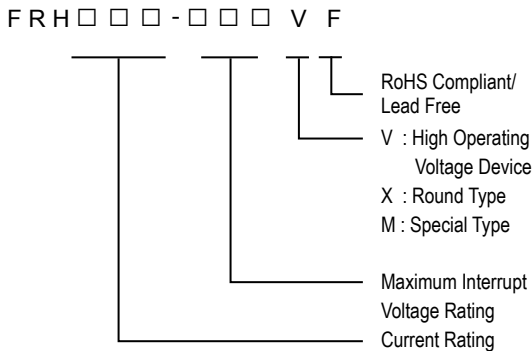 FRH□□□-□□□ V F
RoHS Compliant/
Lead Free
V : High Operating
Voltage Device
X : Round Type
M : Special Type
Maximum Interrupt
Voltage Rating
Current Rating